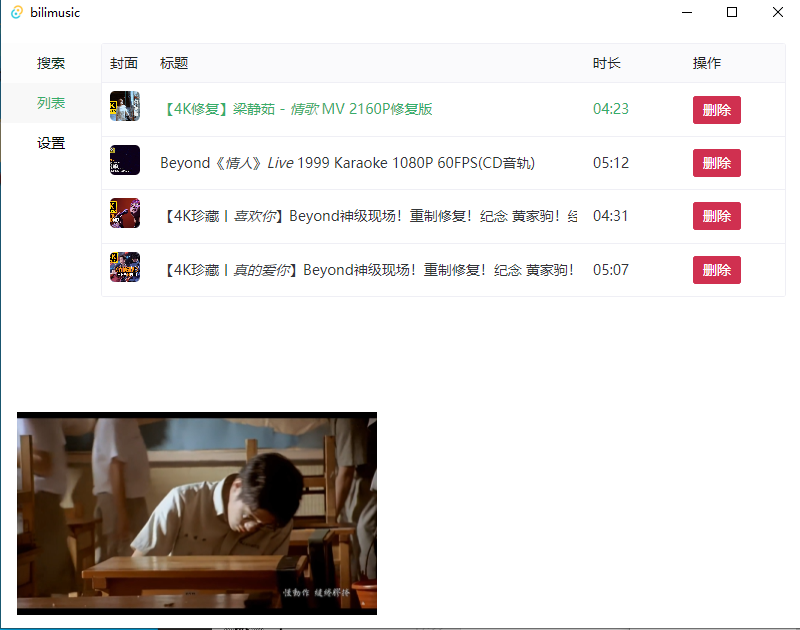 bilimusic
搜索
列表
设置
封面 标题 时长 操作
【4K修复】梁静茹 - 情歌 MV 2160P修复版 04:23 删除
Beyond《情人》Live 1999 Karaoke 1080P 60FPS(CD音轨) 05:12 删除
【4K珍藏丨喜欢你】Beyond神级现场！重制修复！纪念 黄家驹！经 04:31 删除
【4K珍藏丨真的爱你】Beyond神级现场！重制修复！纪念 黄家驹！ 05:07 删除